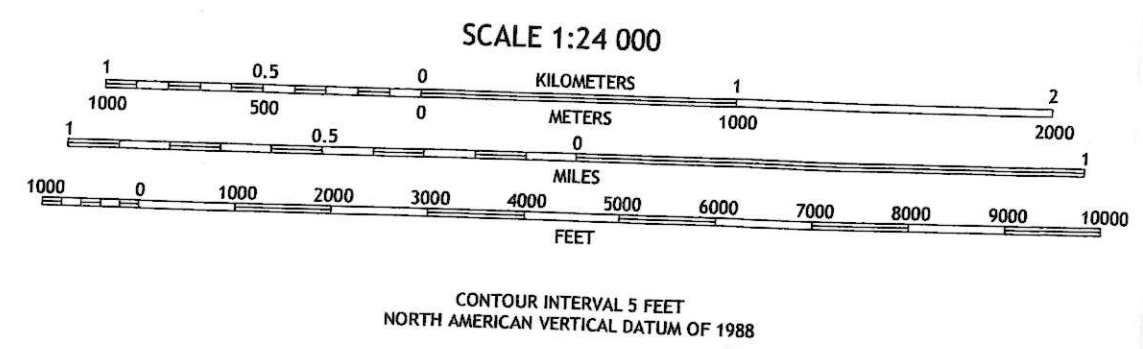 SCALE 1:24 000
1 0.5 0 KILOMETERS 1 2
1000 500 0 METERS 1000 2000
1 0.5 0 1
MILES
1000 0 1000 2000 3000 4000 5000 6000 7000 8000 9000 10000
FEET
CONTOUR INTERVAL 5 FEET
NORTH AMERICAN VERTICAL DATUM OF 1988